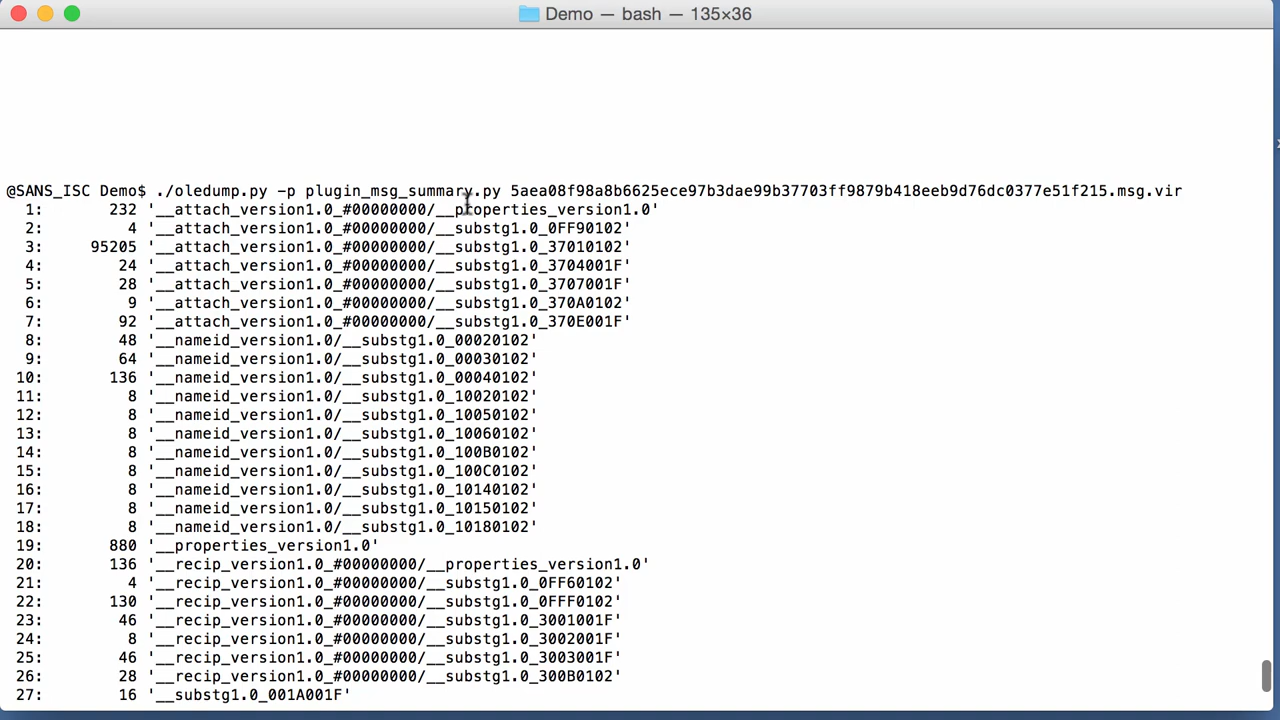 Demo — bash — 135×36
@SANS_ISC Demo$ ./oledump.py -p plugin_msg_summary.py 5aea08f98a8b6625ece97b3dae99b37703ff9879b418eeb9d76dc0377e51f215.msg.vir
1: 232 '__attach_version1.0_#00000000/__properties_version1.0'
2: 4 '__attach_version1.0_#00000000/__substg1.0_0FF90102'
3: 95205 '__attach_version1.0_#00000000/__substg1.0_37010102'
4: 24 '__attach_version1.0_#00000000/__substg1.0_3704001F'
5: 28 '__attach_version1.0_#00000000/__substg1.0_3707001F'
6: 9 '__attach_version1.0_#00000000/__substg1.0_370A0102'
7: 92 '__attach_version1.0_#00000000/__substg1.0_370E001F'
8: 48 '__nameid_version1.0/__substg1.0_00020102'
9: 64 '__nameid_version1.0/__substg1.0_00030102'
10: 136 '__nameid_version1.0/__substg1.0_00040102'
11: 8 '__nameid_version1.0/__substg1.0_10020102'
12: 8 '__nameid_version1.0/__substg1.0_10050102'
13: 8 '__nameid_version1.0/__substg1.0_10060102'
14: 8 '__nameid_version1.0/__substg1.0_100B0102'
15: 8 '__nameid_version1.0/__substg1.0_100C0102'
16: 8 '__nameid_version1.0/__substg1.0_10140102'
17: 8 '__nameid_version1.0/__substg1.0_10150102'
18: 8 '__nameid_version1.0/__substg1.0_10180102'
19: 880 '__properties_version1.0'
20: 136 '__recip_version1.0_#00000000/__properties_version1.0'
21: 4 '__recip_version1.0_#00000000/__substg1.0_0FF60102'
22: 130 '__recip_version1.0_#00000000/__substg1.0_0FFF0102'
23: 46 '__recip_version1.0_#00000000/__substg1.0_3001001F'
24: 8 '__recip_version1.0_#00000000/__substg1.0_3002001F'
25: 46 '__recip_version1.0_#00000000/__substg1.0_3003001F'
26: 28 '__recip_version1.0_#00000000/__substg1.0_300B0102'
27: 16 '__substg1.0_001A001F'